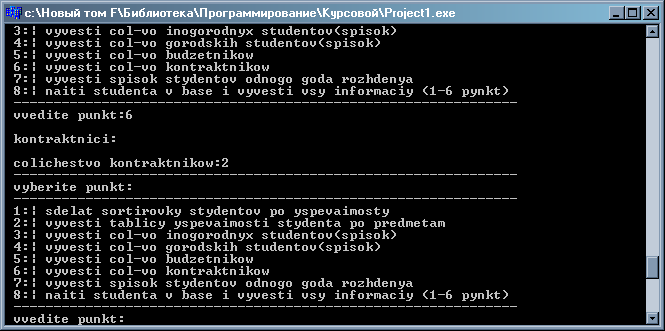 c:\Новый том F\Библиотека\Программирование\Курсовой\Project1.exe
3:| vyvesti col-vo inogorodnyx studentov(spisok)
4:| vyvesti col-vo gorodskih studentov(spisok)
5:| vyvesti col-vo budzetnikow
6:| vyvesti col-vo kontraktnikow
7:| vyvesti spisok stydentov odnogo goda rozhdenya
8:| naiti studenta v base i vyvesti vsy informaciy (1-6 pynkt)
---------------------------------------------------------------
vvedite punkt:6
kontraktnici:
colichestvo kontraktnikow:2
---------------------------------------------------------------
vyberite punkt:
---------------------------------------------------------------
1:| sdelat sortirovky stydentov po yspevaimosty
2:| vyvesti tablicy yspevaimosti studenta po predmetam
3:| vyvesti col-vo inogorodnyx studentov(spisok)
4:| vyvesti col-vo gorodskih studentov(spisok)
5:| vyvesti col-vo budzetnikow
6:| vyvesti col-vo kontraktnikow
7:| vyvesti spisok stydentov odnogo goda rozhdenya
8:| naiti studenta v base i vyvesti vsy informaciy (1-6 pynkt)
---------------------------------------------------------------
vvedite punkt: